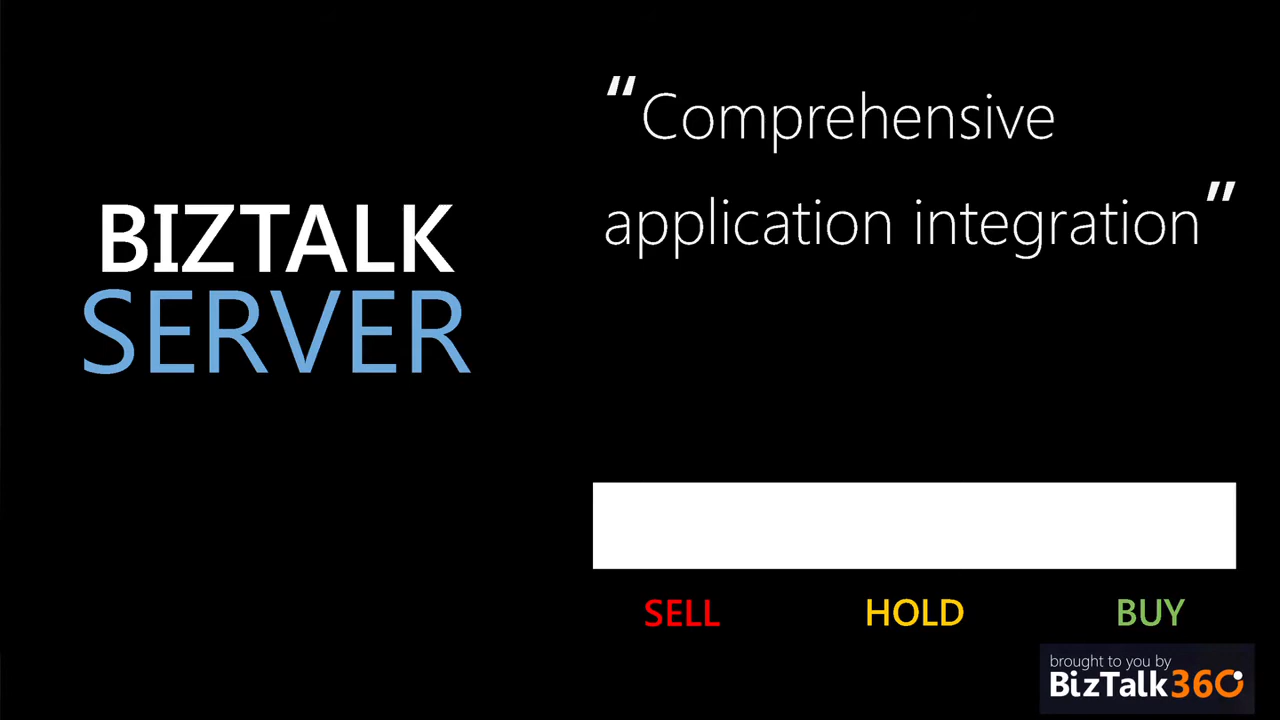 BIZTALK
SERVER
“Comprehensive
application integration”
SELL HOLD BUY
brought to you by
BizTalk360